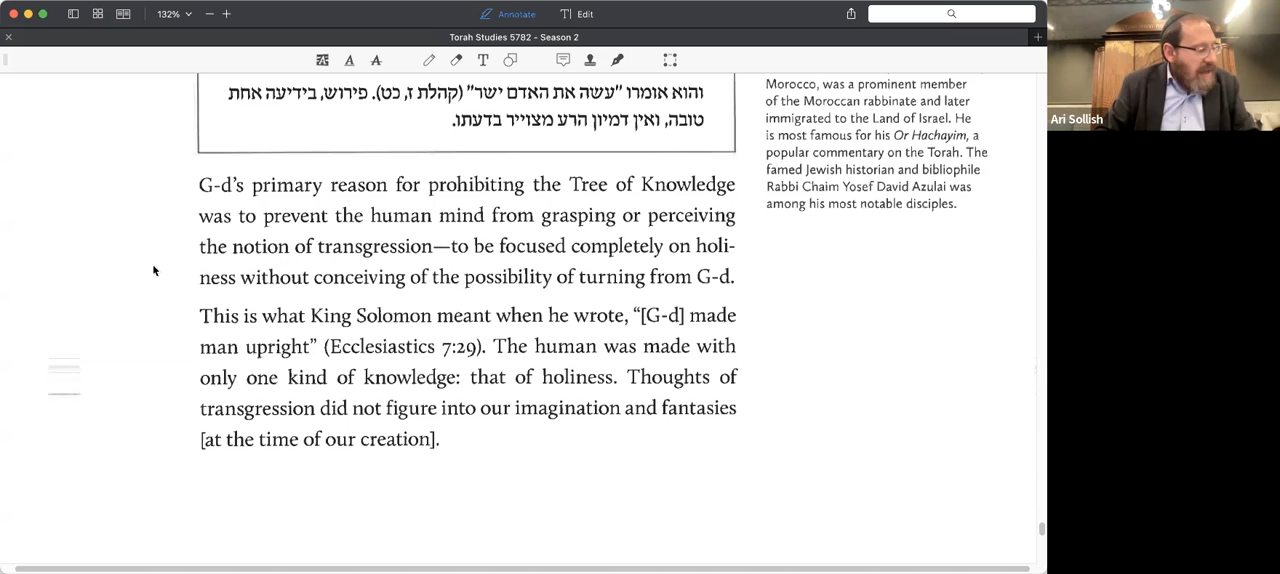 132%
Annotate
Edit
Torah Studies 5782 - Season 2
Ari Sollish
והוא אומרו "עשה את האדם ישר" (קהלת ז, כט). פירוש, בידיעה אחת
טובה, ואין דמיון הרע מצוייר בדעתו.
G-d's primary reason for prohibiting the Tree of Knowledge
was to prevent the human mind from grasping or perceiving
the notion of transgression—to be focused completely on holi-
ness without conceiving of the possibility of turning from G-d.
This is what King Solomon meant when he wrote, “[G-d] made
man upright” (Ecclesiastics 7:29). The human was made with
only one kind of knowledge: that of holiness. Thoughts of
transgression did not figure into our imagination and fantasies
[at the time of our creation].
Morocco, was a prominent member
of the Moroccan rabbinate and later
immigrated to the Land of Israel. He
is most famous for his Or Hachayim, a
popular commentary on the Torah. The
famed Jewish historian and bibliophile
Rabbi Chaim Yosef David Azulai was
among his most notable disciples.